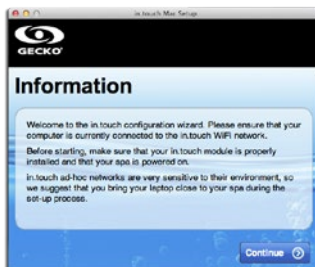 in.touch Mac Setup
GECKO
Information
Welcome to the in.touch configuration wizard. Please ensure that your
computer is currently connected to the in.touch WiFi network.
Before starting, make sure that your in.touch module is properly
installed and that your spa is powered on.
in.touch ad-hoc networks are very sensitive to their environment, so
we suggest that you bring your laptop close to your spa during the
set-up process.
Continue